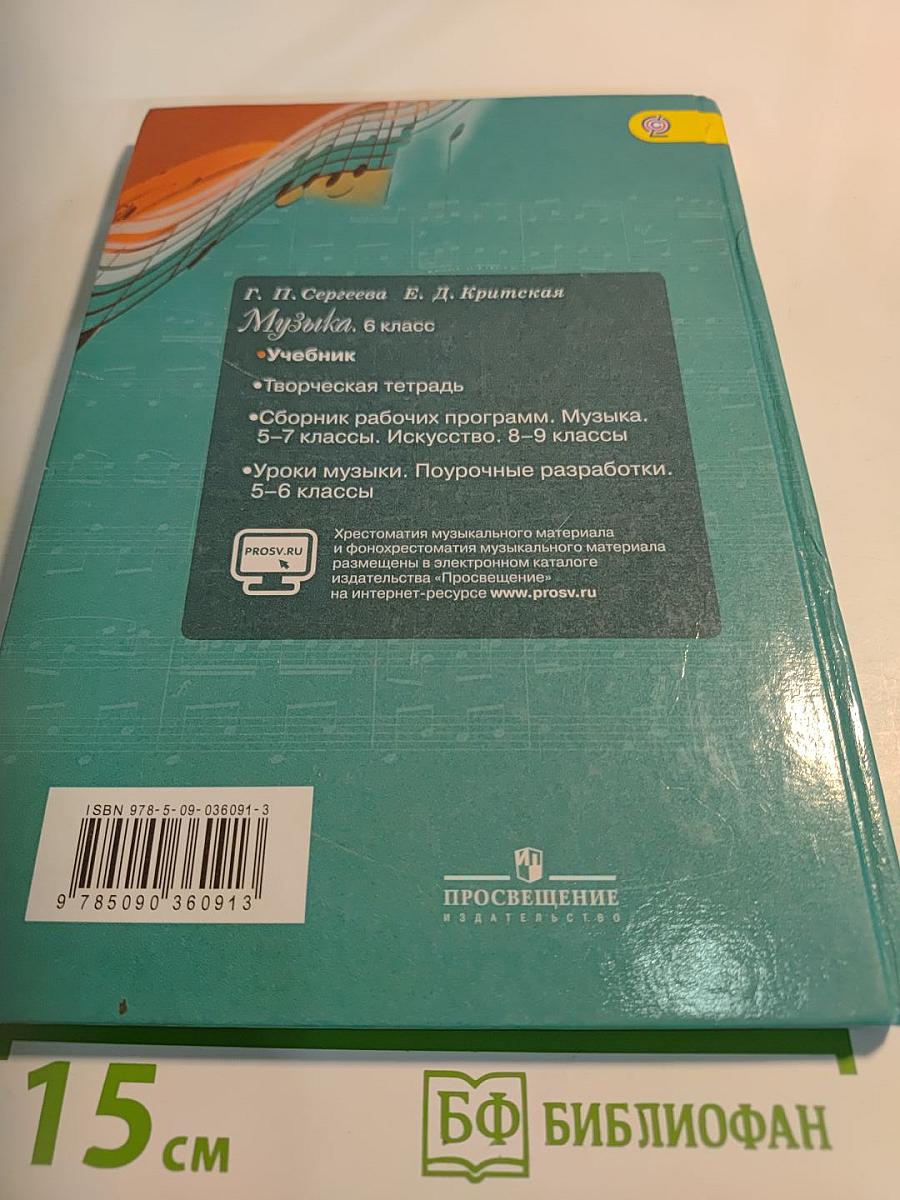 Г. П. Сергеева Е. Д. Критская
Музыка. 6 класс
•Учебник
•Творческая тетрадь
•Сборник рабочих программ. Музыка.
5–7 классы. Искусство. 8–9 классы
•Уроки музыки. Поурочные разработки.
5–6 классы
PROSV.RU
Хрестоматия музыкального материала
и фонохрестоматия музыкального материала
размещены в электронном каталоге
издательства «Просвещение»
на интернет-ресурсе www.prosv.ru
ISBN 978-5-09-036091-3
9 785090 360913
ИП
ПРОСВЕЩЕНИЕ
ИЗДАТЕЛЬСТВО
15 см
БФ БИБЛИОФАН